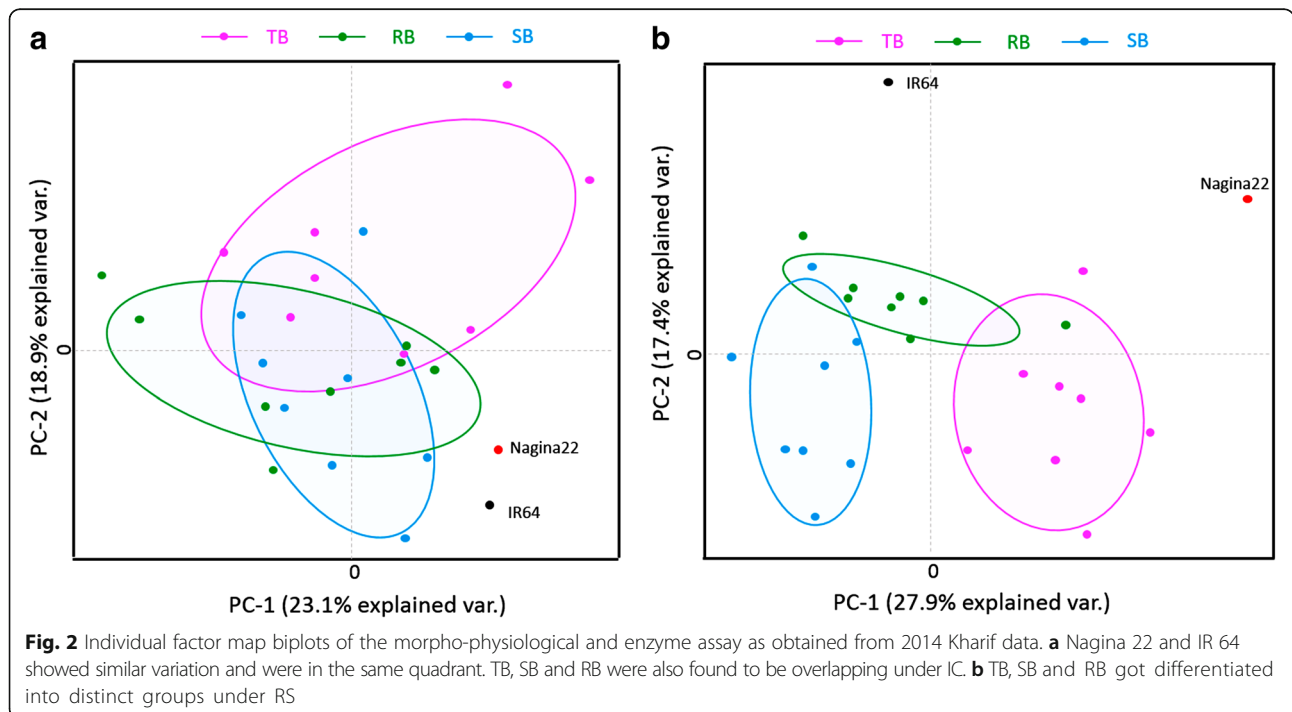 a
TB RB SB
PC-2 (18.9% explained var.)
0
Nagina22
IR64
0
PC-1 (23.1% explained var.)
b
TB RB SB
IR64
Nagina22
PC-2 (17.4% explained var.)
0
0
PC-1 (27.9% explained var.)
Fig. 2 Individual factor map biplots of the morpho-physiological and enzyme assay as obtained from 2014 Kharif data. a Nagina 22 and IR 64
showed similar variation and were in the same quadrant. TB, SB and RB were also found to be overlapping under IC. b TB, SB and RB got differentiated
into distinct groups under RS